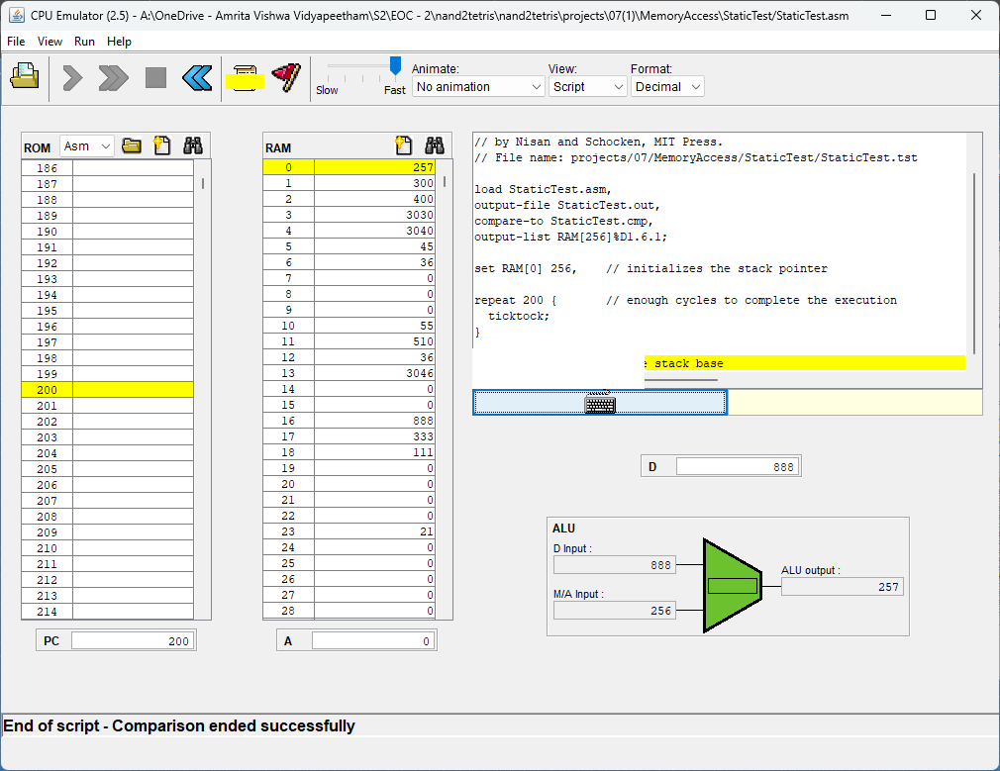 CPU Emulator (2.5) - A:\OneDrive - Amrita Vishwa Vidyapeetham\S2\EOC - 2\nand2tetris\nand2tetris\projects\07(1)\MemoryAccess\StaticTest/StaticTest.asm
File View Run Help
Slow Fast
Animate:
No animation
View:
Script
Format:
Decimal
ROM Asm
186
187
188
189
190
191
192
193
194
195
196
197
198
199
200
201
202
203
204
205
206
207
208
209
210
211
212
213
214
PC 200
RAM
0 257
1 300
2 400
3 3030
4 3040
5 45
6 36
7 0
8 0
9 0
10 55
11 510
12 36
13 3046
14 0
15 0
16 888
17 333
18 111
19 0
20 0
21 0
22 0
23 21
24 0
25 0
26 0
27 0
28 0
A 0
// by Nisan and Schocken, MIT Press.
// File name: projects/07/MemoryAccess/StaticTest/StaticTest.tst
load StaticTest.asm,
output-file StaticTest.out,
compare-to StaticTest.cmp,
output-list RAM[256]%D1.6.1;
set RAM[0] 256, // initializes the stack pointer
repeat 200 { // enough cycles to complete the execution
ticktock;
}
stack base
D 888
ALU
D Input :
888
M/A Input :
256
ALU output :
257
End of script - Comparison ended successfully